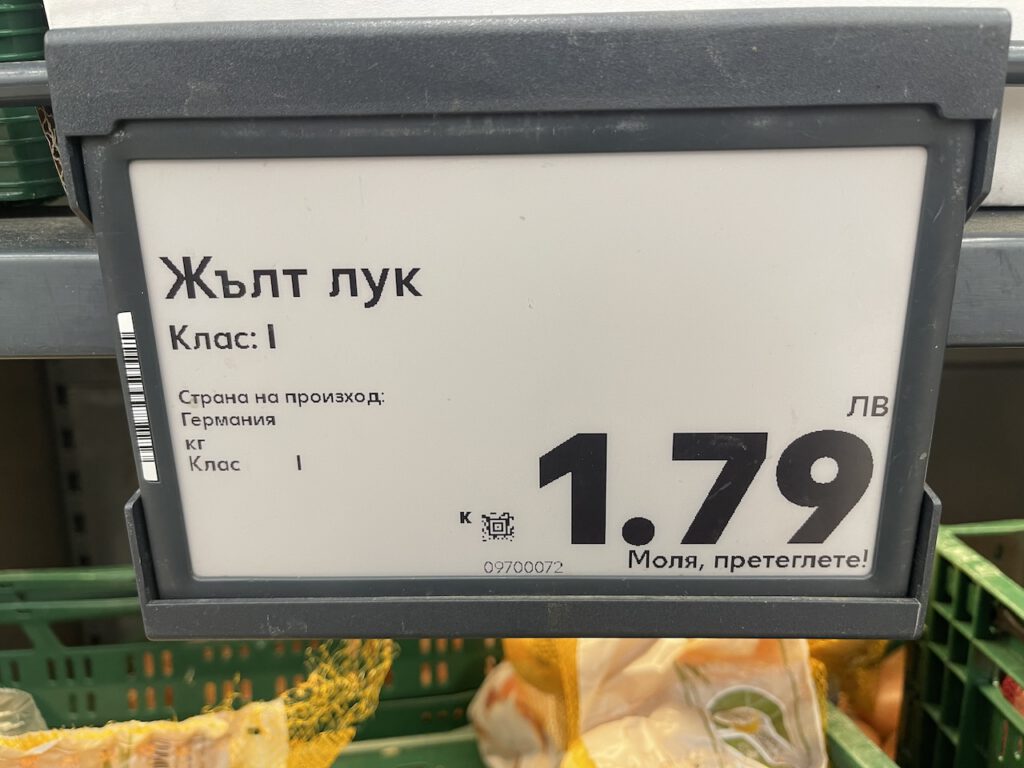 Жълт лук
Клас: I
Страна на произход:
Германия
кг
Клас I
лв
1.79
К
09700072
Моля, претеглете!